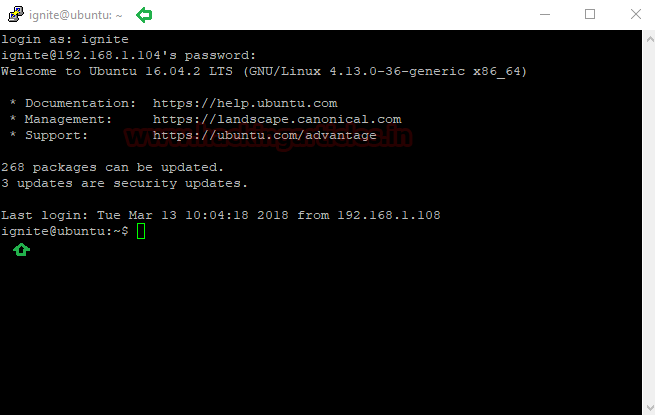 ignite@ubuntu: ~
login as: ignite
ignite@192.168.1.104's password:
Welcome to Ubuntu 16.04.2 LTS (GNU/Linux 4.13.0-36-generic x86_64)
* Documentation:  https://help.ubuntu.com
* Management:     https://landscape.canonical.com
* Support:        https://ubuntu.com/advantage
www.hackingarticles.in
268 packages can be updated.
3 updates are security updates.
Last login: Tue Mar 13 10:04:18 2018 from 192.168.1.108
ignite@ubuntu:~$